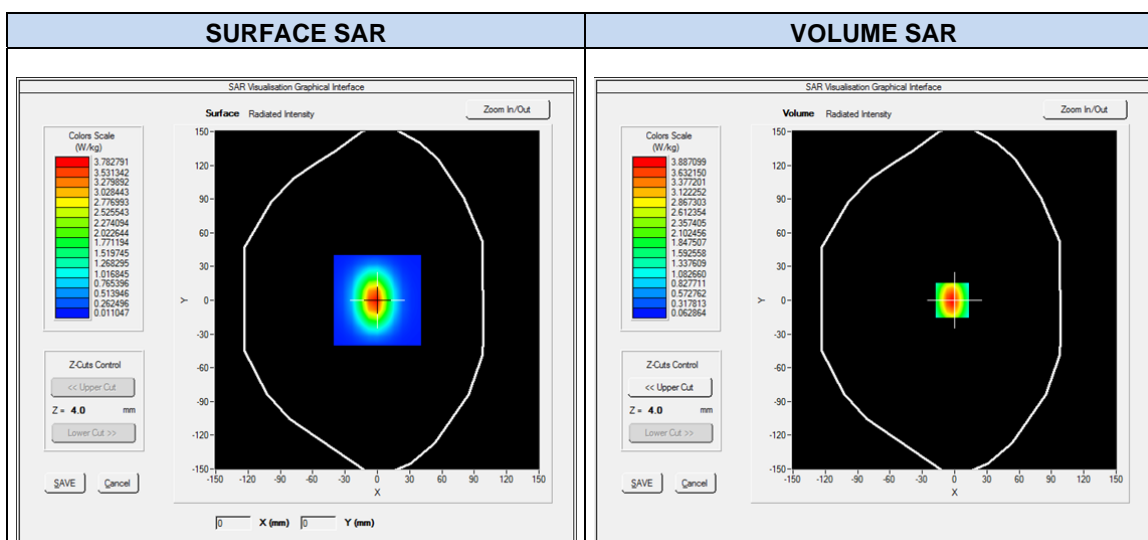 SURFACE SAR
SAR Visualisation Graphical Interface
Surface Radiated Intensity
Zoom In/Out
Colors Scale
(W/kg)
3.782791
3.531342
3.279892
3.028443
2.776993
2.525543
2.274094
2.022644
1.771194
1.519745
1.268295
1.016845
0.765396
0.513946
0.262496
0.011047
Z-Cuts Control
<< Upper Cut
Z = 4.0 mm
Lower Cut >>
SAVE Cancel
150
120
90
60
30
0
-30
-60
-90
-120
-150
Y
-150 -120 -90 -60 -30 0 30 60 90 120 150
X
0 X (mm) 0 Y (mm)
VOLUME SAR
SAR Visualisation Graphical Interface
Volume Radiated Intensity
Zoom In/Out
Colors Scale
(W/kg)
3.887099
3.632150
3.377201
3.122252
2.867303
2.612354
2.357405
2.102456
1.847507
1.592558
1.337609
1.082660
0.827711
0.572762
0.317813
0.062864
Z-Cuts Control
<< Upper Cut
Z = 4.0 mm
Lower Cut >>
SAVE Cancel
150
120
90
60
30
0
-30
-60
-90
-120
-150
Y
-150 -120 -90 -60 -30 0 30 60 90 120 150
X